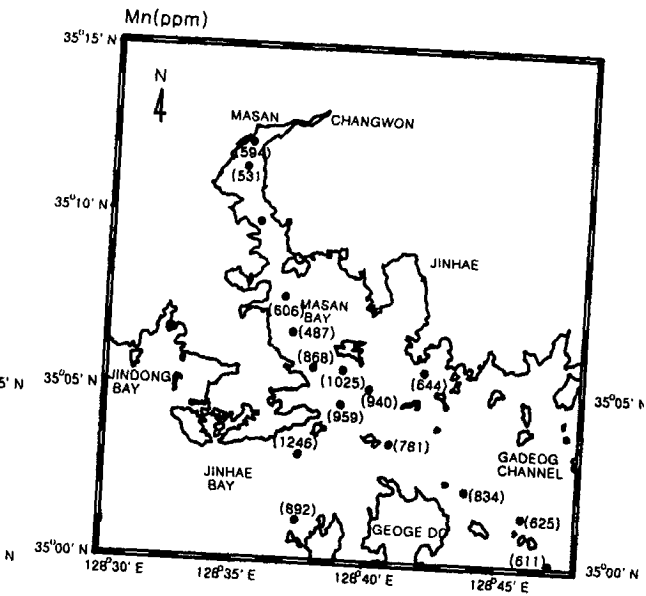 Mn(ppm)
35°15' N
N
MASAN
CHANGWON
(594)
(531)
35°10' N
JINHAE
(606)
MASAN
BAY
(487)
(868)
JINDONG
BAY
5' N
35°05' N
(1025)
(644)
(940)
35°05' N
(959)
(1246)
(781)
GADEOG
CHANNEL
JINHAE
BAY
(834)
(892)
GEOGE DO
(625)
(611)
N
35°00' N
35°00' N
128°30' E
128°35' E
128°40' E
128°45' E